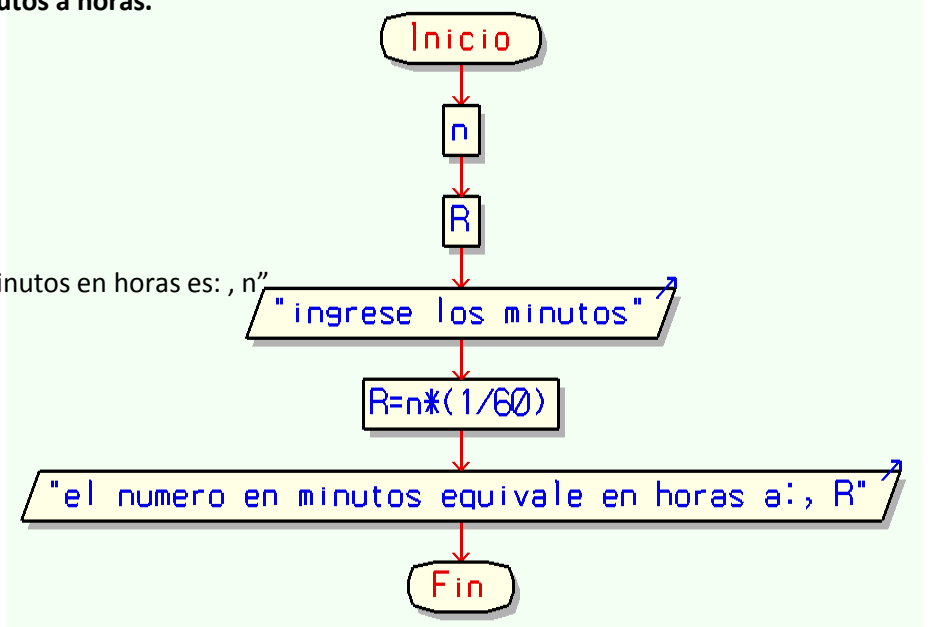 utos a horas.
Inicio
n
R
inutos en horas es: , n”
"ingrese los minutos"
R=n*(1/60)
"el numero en minutos equivale en horas a:, R"
Fin